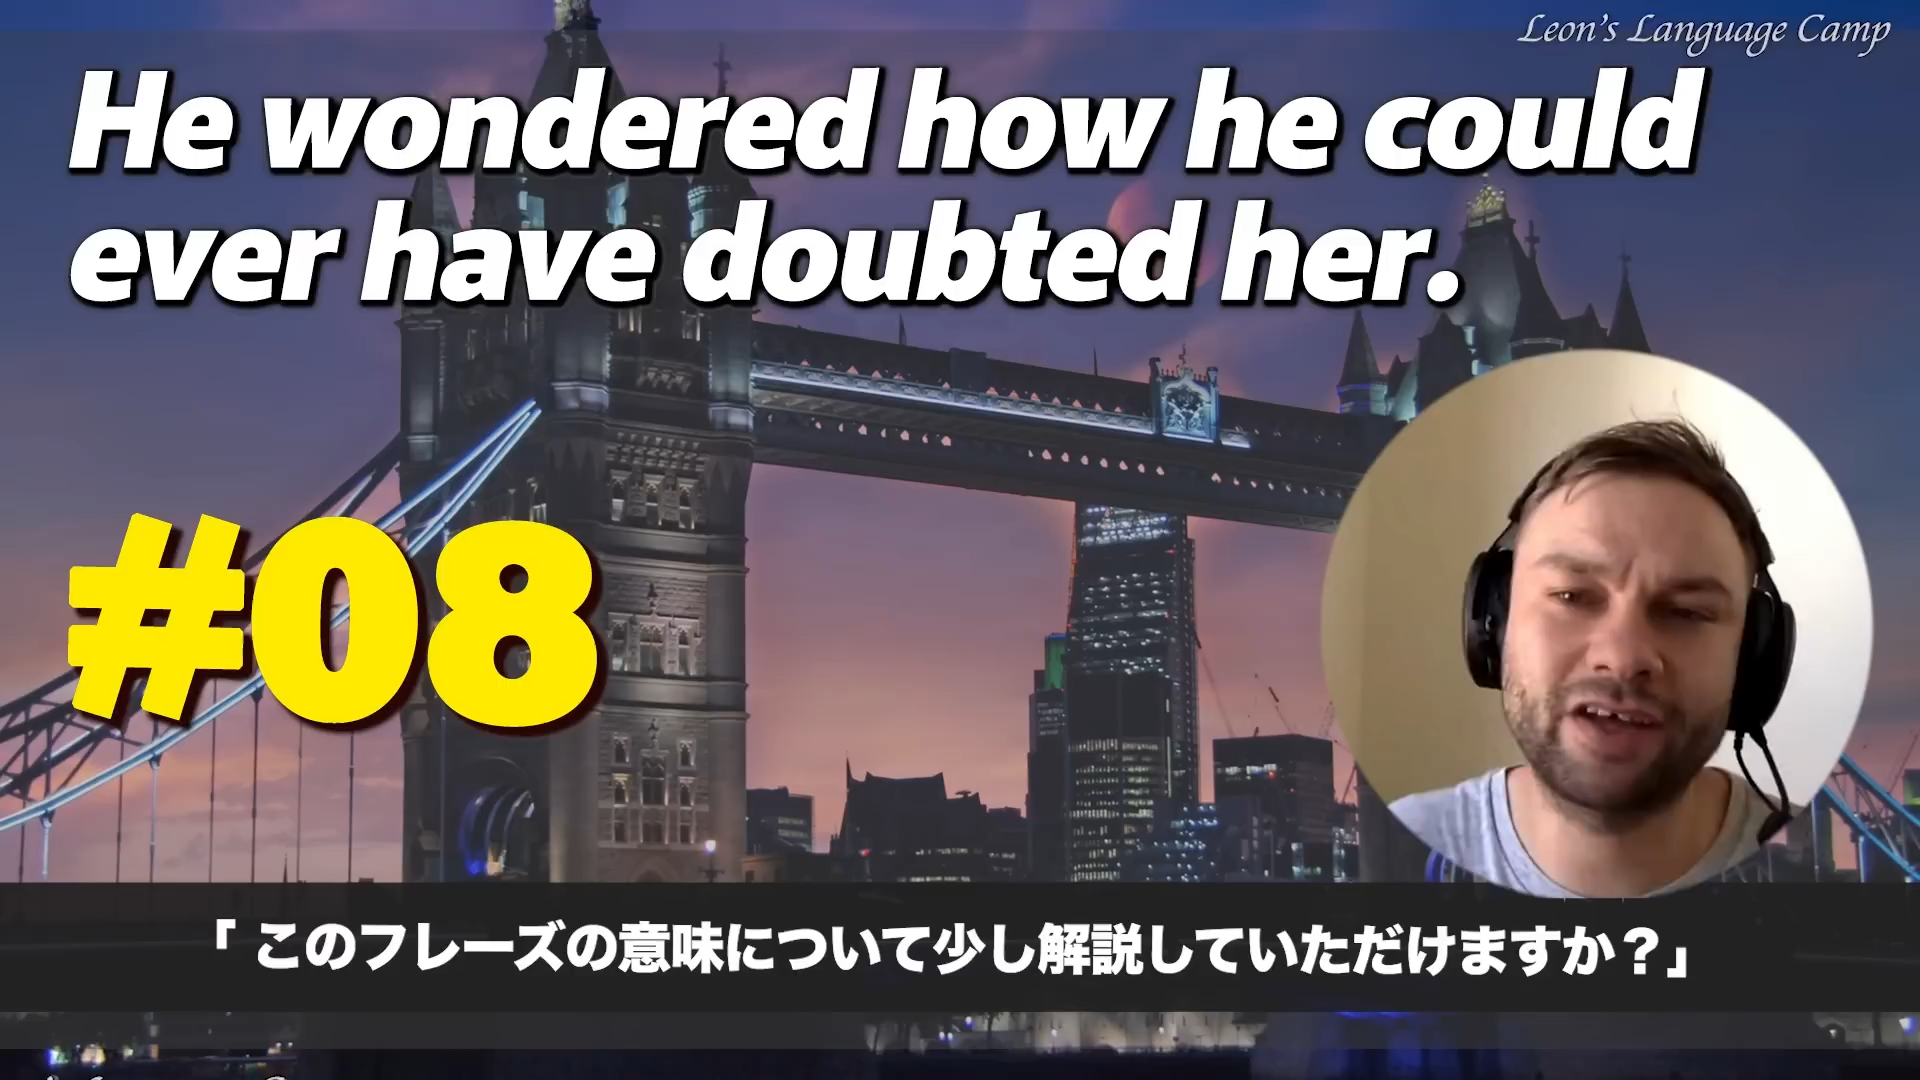 Leon's Language Camp
He wondered how he could
ever have doubted her.
#08
「 このフレーズの意味について少し解説していただけますか？」